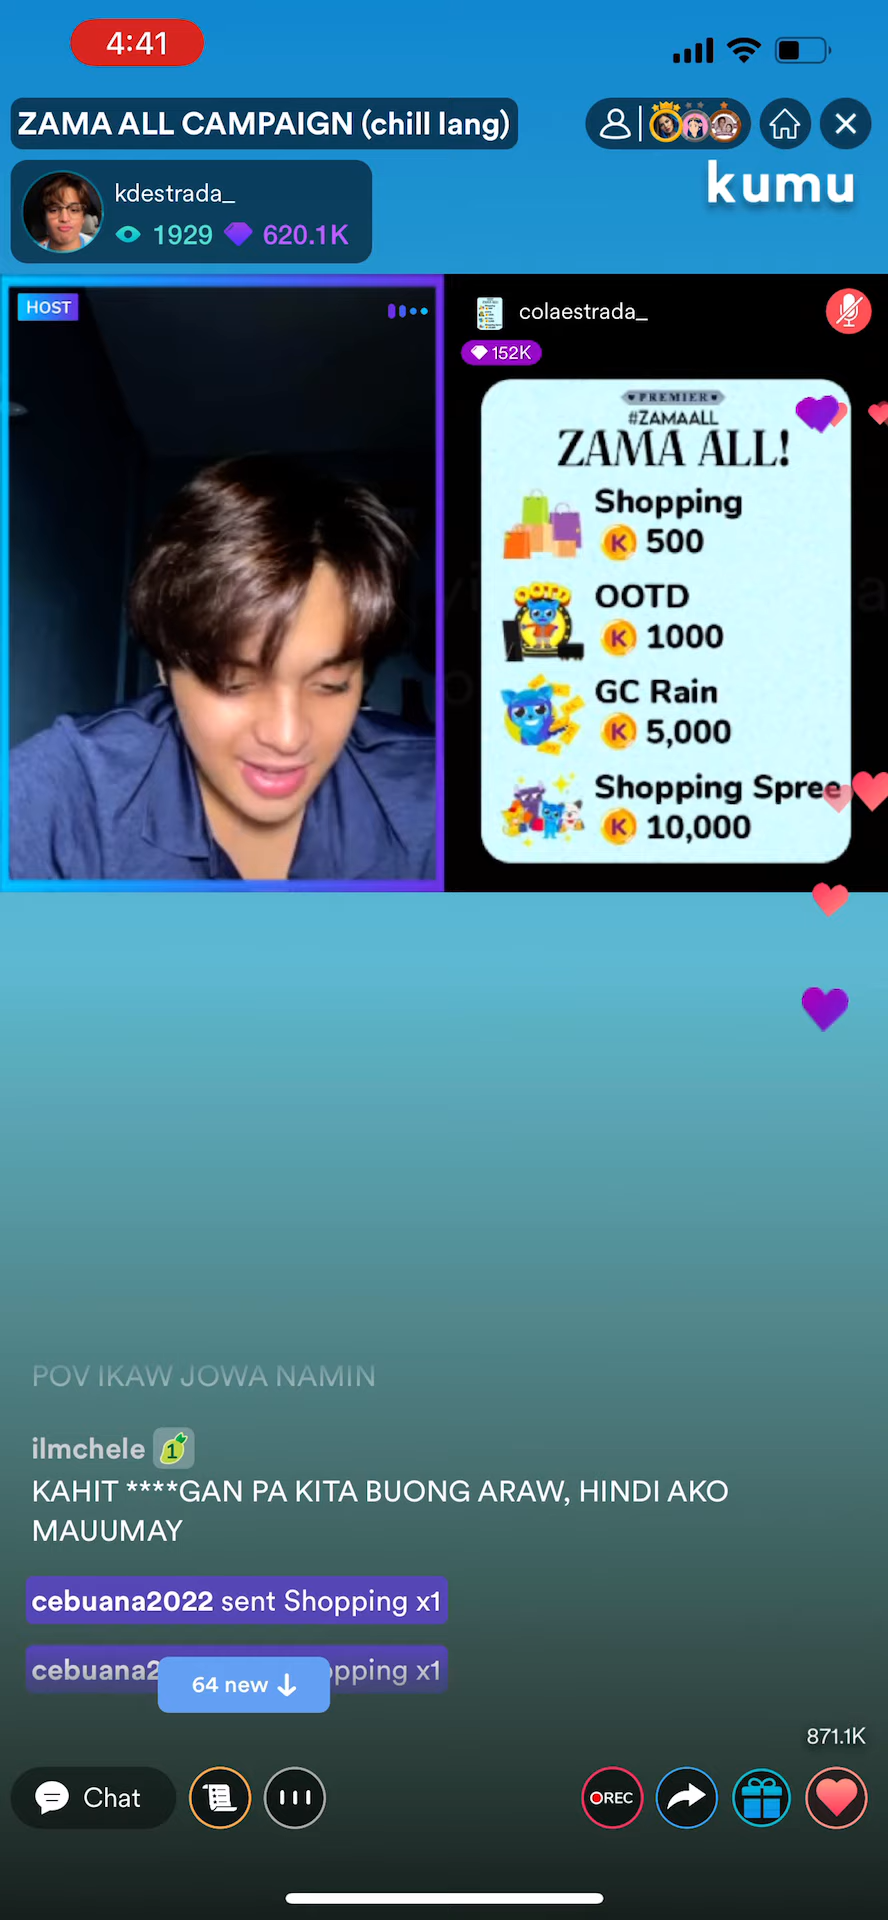 4:41
ZAMA ALL CAMPAIGN (chill lang)
kdestrada_
1929 620.1K
kumu
HOST
colaestrada_
152K
PREMIER
#ZAMAALL
ZAMA ALL!
Shopping
K 500
OOTD
OOTD
K 1000
GC Rain
K 5,000
Shopping Spree
K 10,000
POV IKAW JOWA NAMIN
ilmchele 1
KAHIT ****GAN PA KITA BUONG ARAW, HINDI AKO
MAUUMAY
cebuana2022 sent Shopping x1
x1
64 new
871.1K
Chat
REC